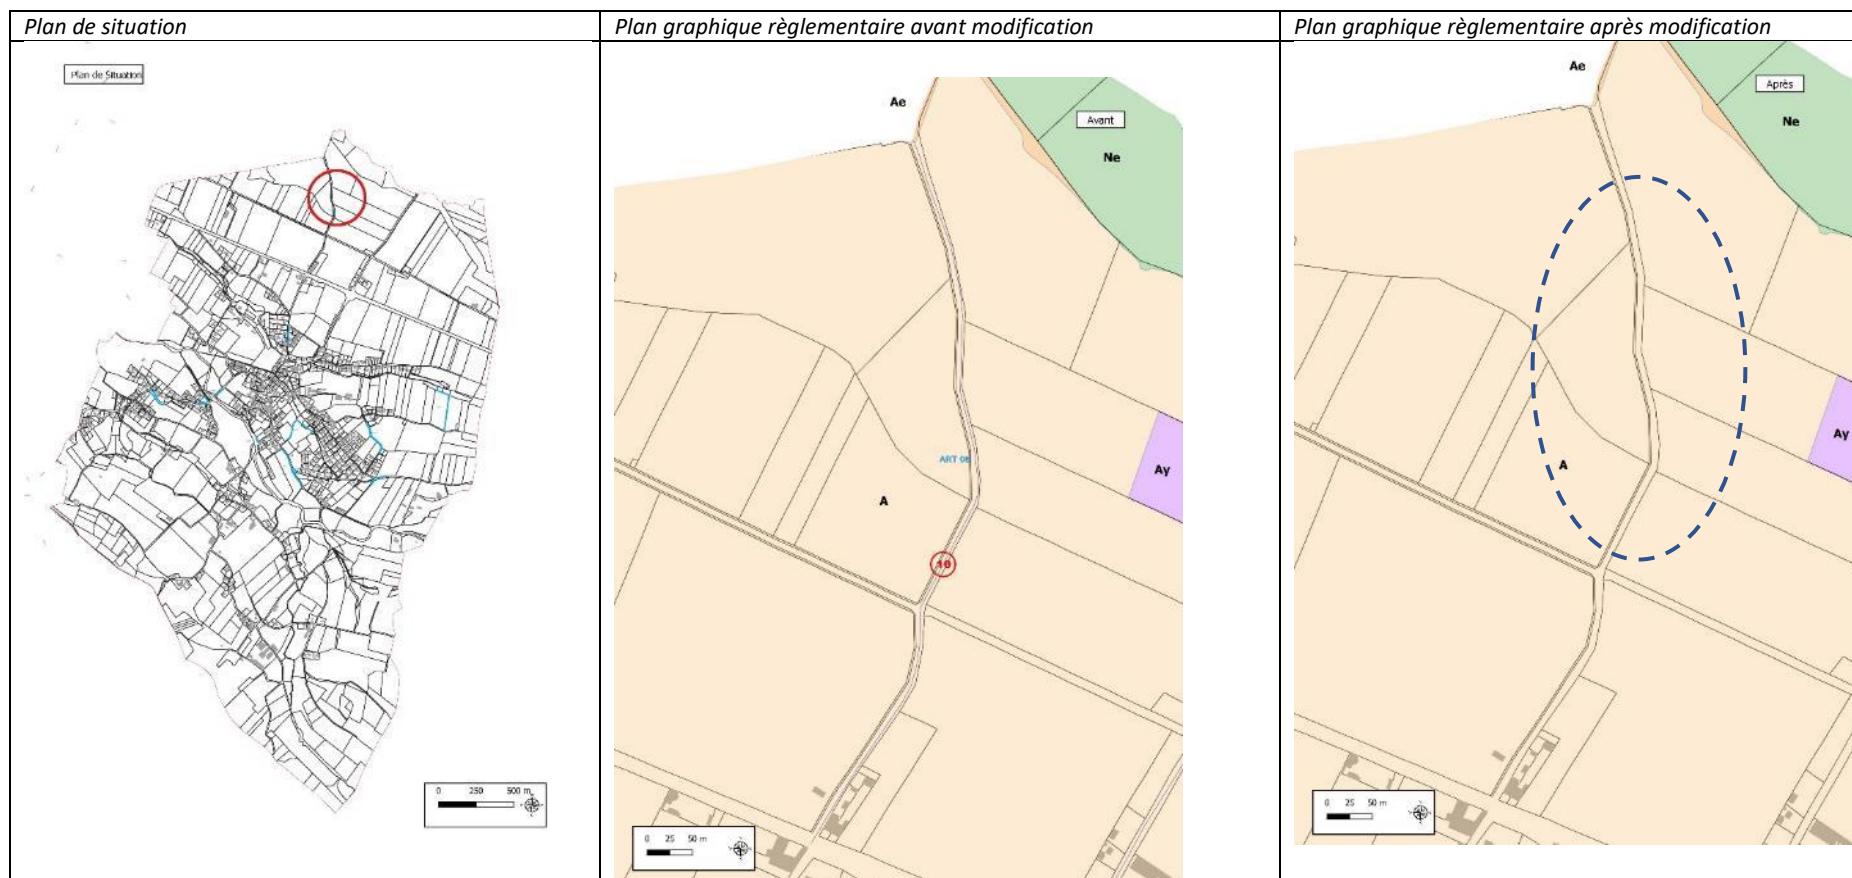 Plan de situation
Plan graphique règlementaire avant modification
Plan graphique règlementaire après modification
Plan de Situation
0 250 500 m
Ae
Avant
Ne
ART 08
A
Ay
10
0 25 50 m
Ae
Après
Ne
Ay
A
0 25 50 m